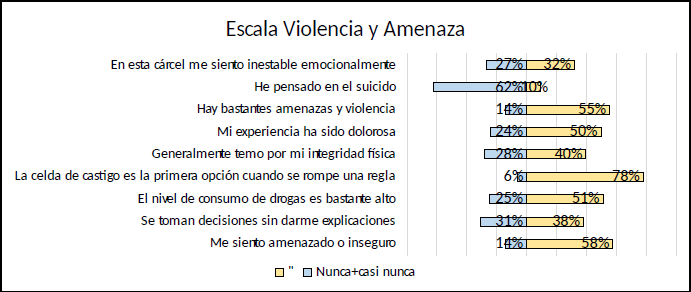 Escala Violencia y Amenaza
En esta cárcel me siento inestable emocionalmente 27% 32%
He pensado en el suicido 62% 10%
Hay bastantes amenazas y violencia 14% 55%
Mi experiencia ha sido dolorosa 24% 50%
Generalmente temo por mi integridad física 28% 40%
La celda de castigo es la primera opción cuando se rompe una regla 6% 78%
El nivel de consumo de drogas es bastante alto 25% 51%
Se toman decisiones sin darme explicaciones 31% 38%
Me siento amenazado o inseguro 14% 58%
" Nunca+casi nunca